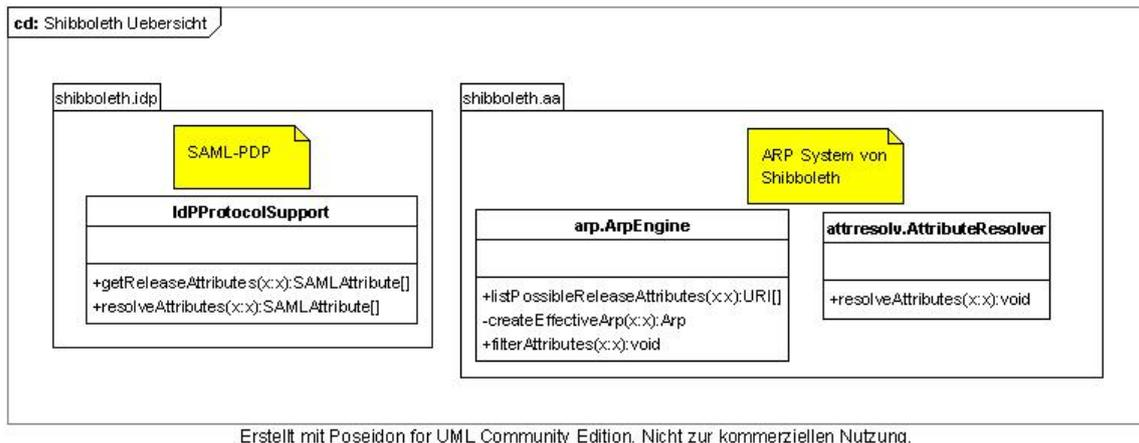 cd: Shibboleth Uebersicht
shibboleth.idp
SAML-PDP
IdPProtocolSupport
+getReleaseAttributes(x:x):SAMLAttribute[]
+resolveAttributes(x:x):SAMLAttribute[]
shibboleth.aa
ARP System von
Shibboleth
arp.ArpEngine
+listPossibleReleaseAttributes(x:x):URI[]
-createEffectiveArp(x:x):Arp
+filterAttributes(x:x):void
attrresolv.AttributeResolver
+resolveAttributes(x:x):void
Erstellt mit Poseidon for UML Community Edition. Nicht zur kommerziellen Nutzung.